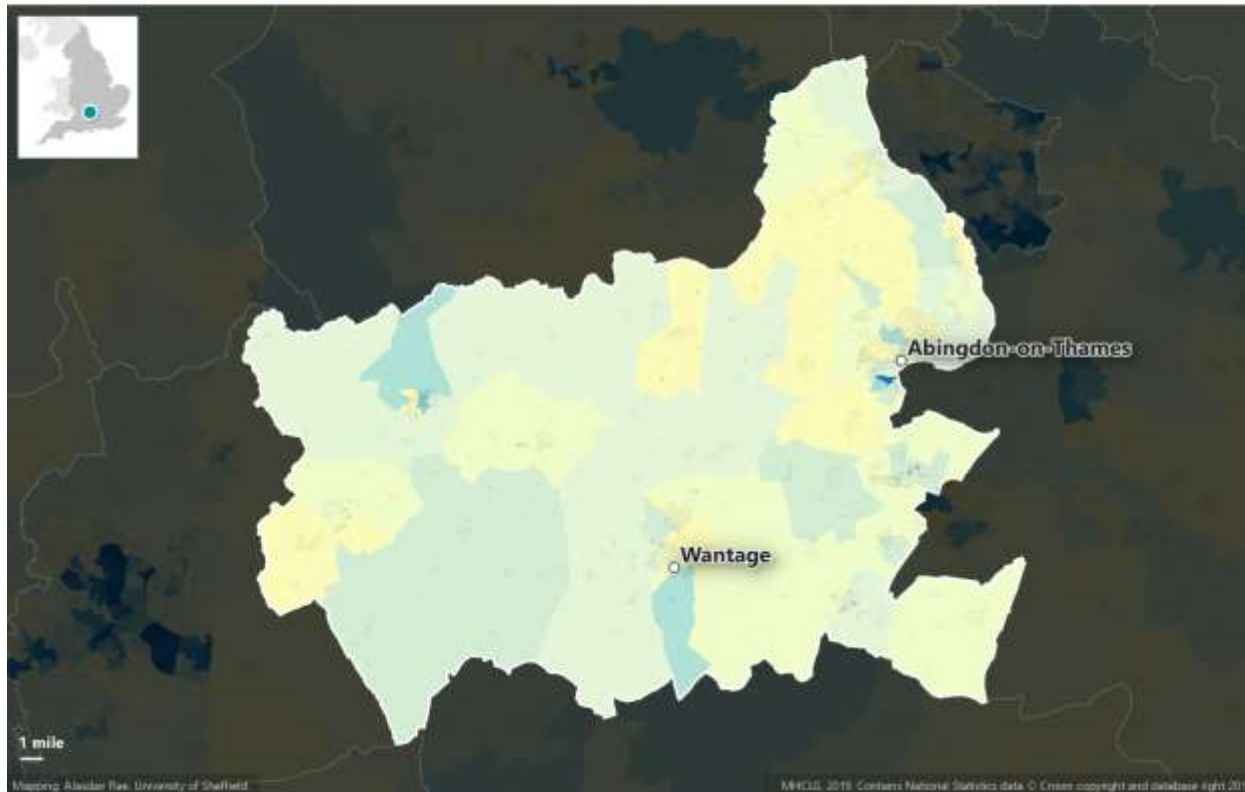 Abingdon-on-Thames
Wantage
1 mile
Mapping: Alasdair Rae, University of Sheffield
MHCLG, 2019. Contains National Statistics data. © Crown copyright and database right 201